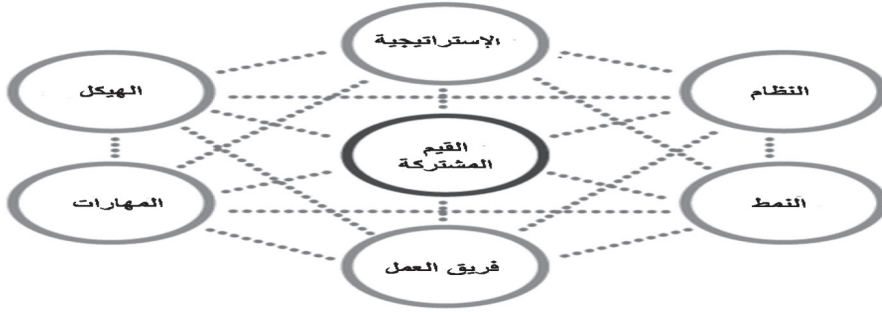 الإستراتيجية
النظام
الهيكل
القيم
المشتركة
النمط
المهارات
فريق العمل